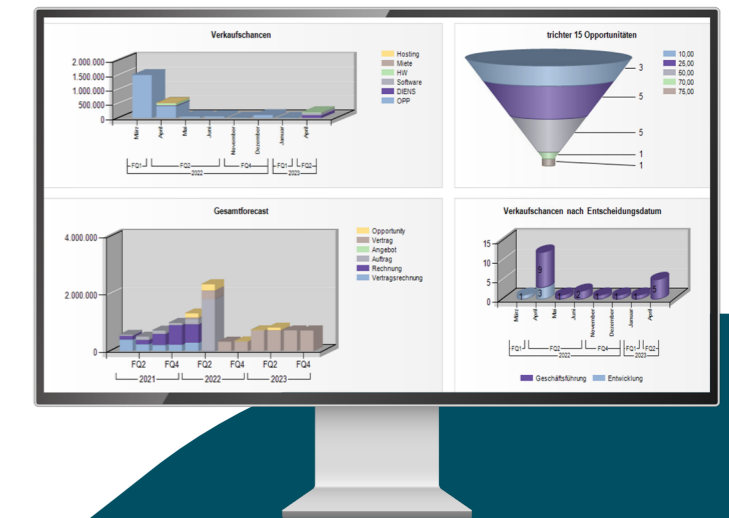 Verkaufschancen
2.000.000
1.500.000
1.000.000
500.000
0
Hosting
Miete
HW
Software
DIENS
OPP
März
April
Mai
Juni
November
Dezember
Januar
April
FQ1
FQ2
FQ4
FQ1
FQ2
2022
2023
trichter 15 Opportunitäten
3
5
5
1
1
10,00
25,00
60,00
70,00
75,00
Gesamtforecast
4.000.000
2.000.000
0
Opportunity
Vertrag
Angebot
Auftrag
Rechnung
Vertragsrechnung
FQ2
FQ4
FQ2
FQ4
FQ2
FQ4
2021
2022
2023
Verkaufschancen nach Entscheidungsdatum
15
10
5
0
1
9
3
1
2
1
1
1
5
März
April
Mai
Juni
November
Dezember
Januar
April
FQ1
FQ2
FQ4
FQ1
FQ2
2022
2023
Geschäftsführung
Entwicklung